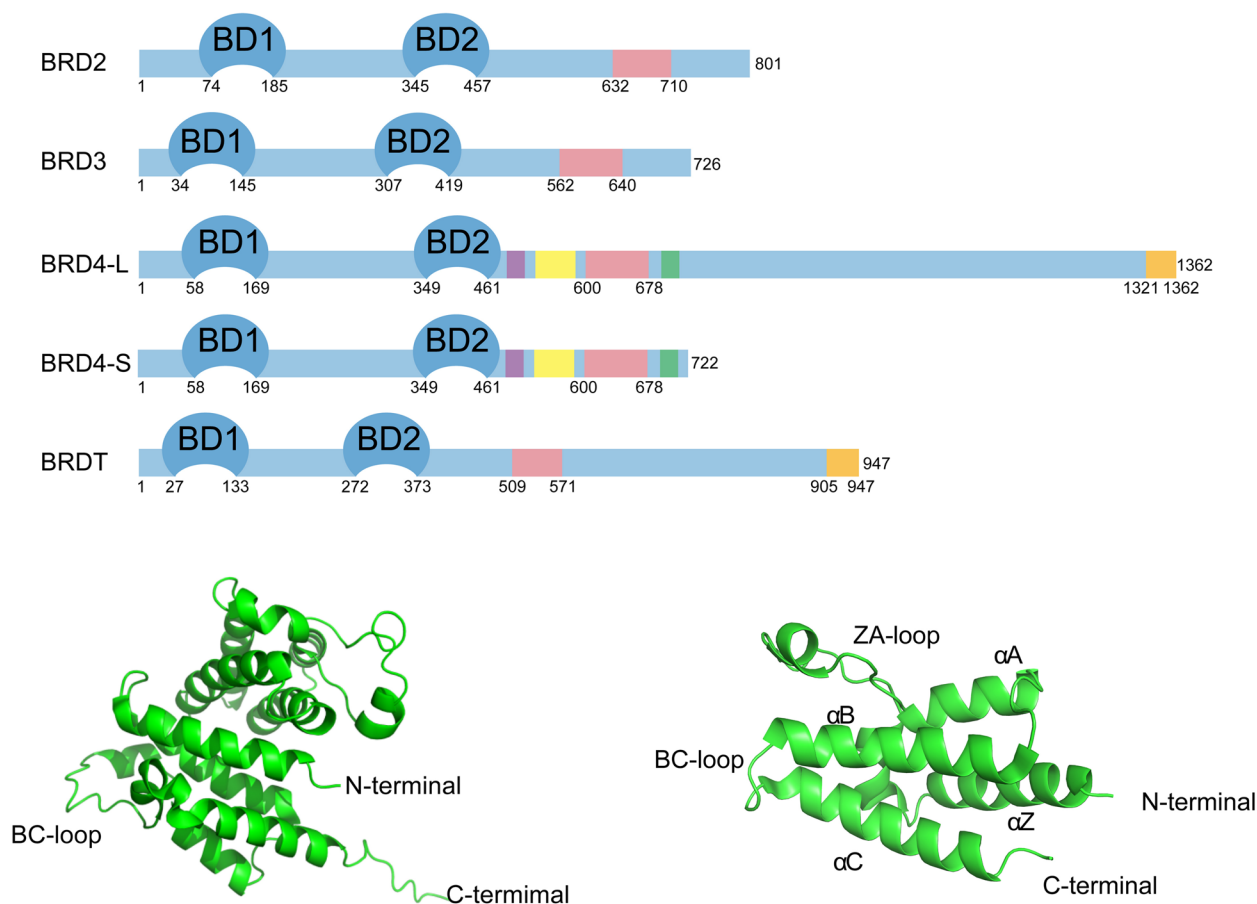 BD1 BD2
BRD2 801
1 74 185 345 457 632 710
BD1 BD2
BRD3 726
1 34 145 307 419 562 640
BD1 BD2
BRD4-L 1362
1 58 169 349 461 600 678 1321 1362
BD1 BD2
BRD4-S 722
1 58 169 349 461 600 678
BD1 BD2
BRDT 947
1 27 133 272 373 509 571 905 947
N-terminal
BC-loop
C-termimal
ZA-loop
αA
αB
BC-loop
N-terminal
αZ
αC
C-terminal